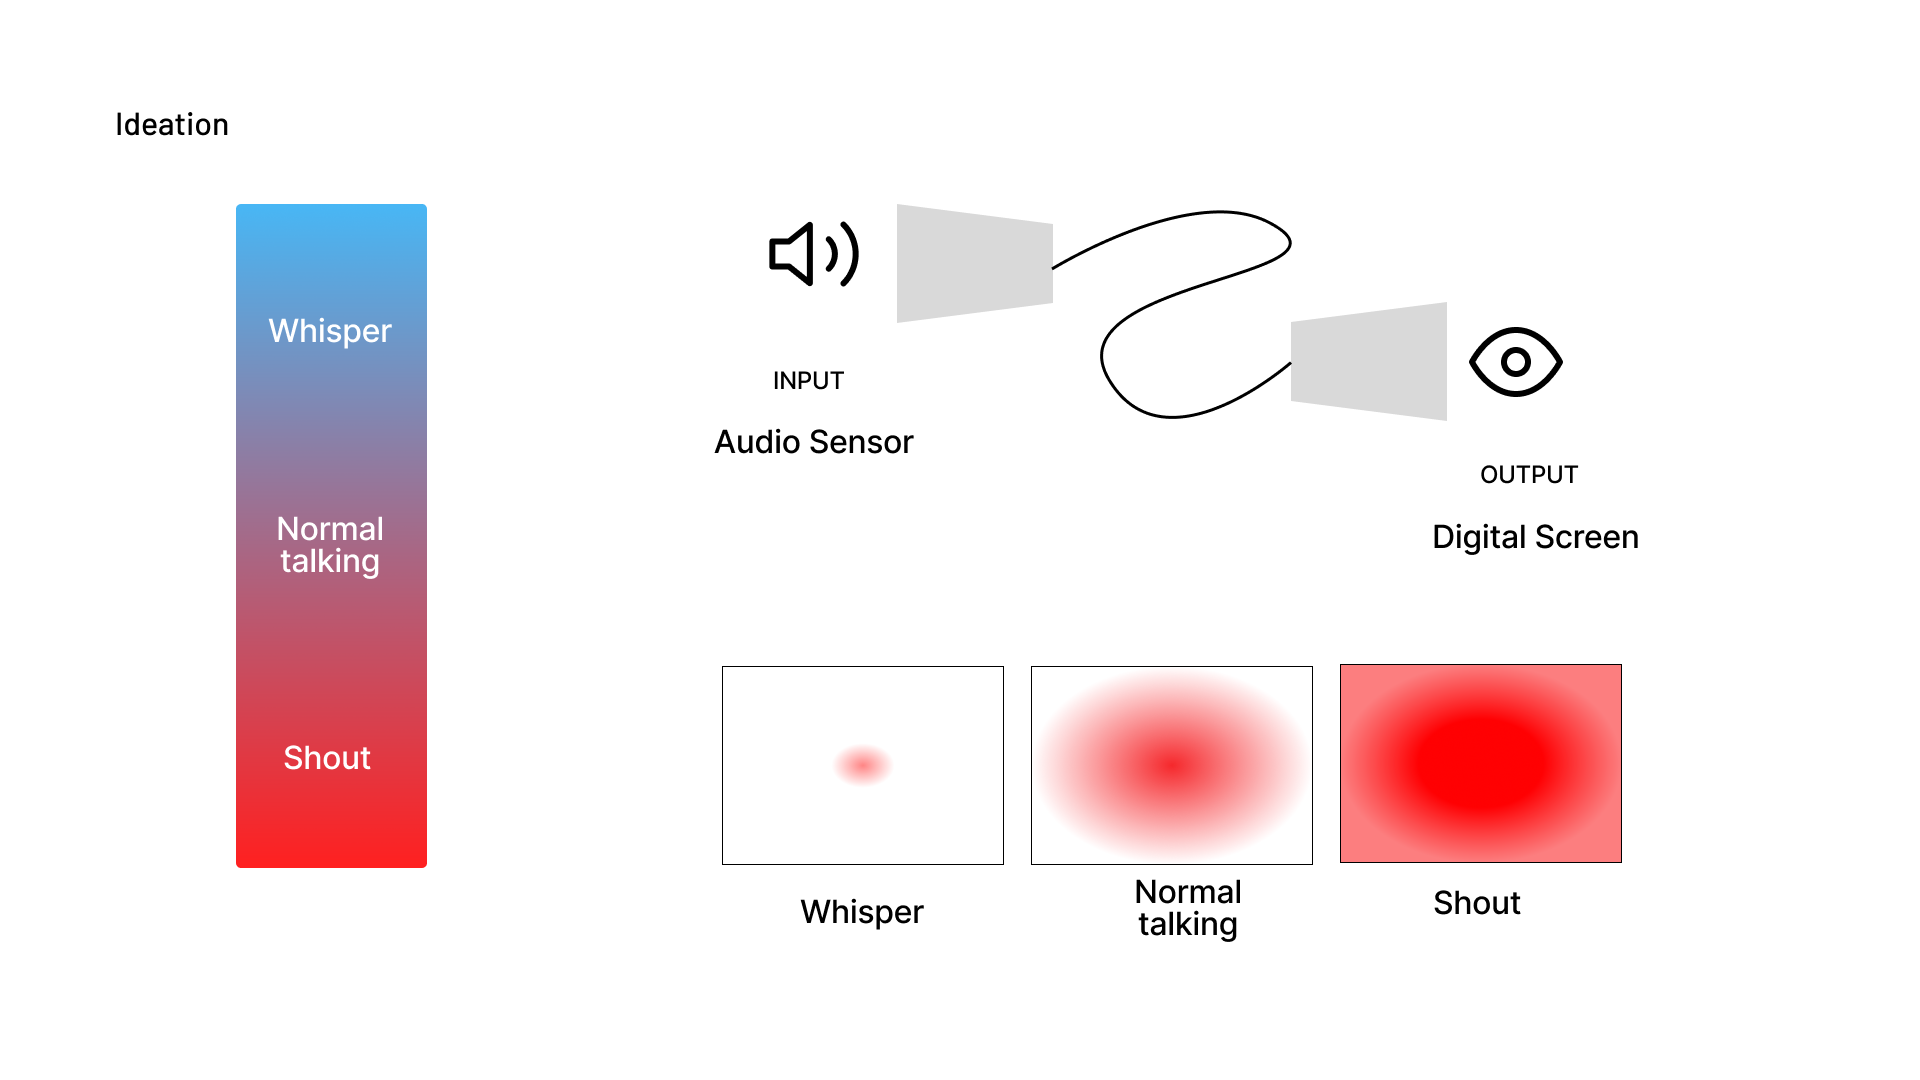 Ideation
Whisper
Normal
talking
Shout
INPUT
Audio Sensor
OUTPUT
Digital Screen
Whisper
Normal
talking
Shout